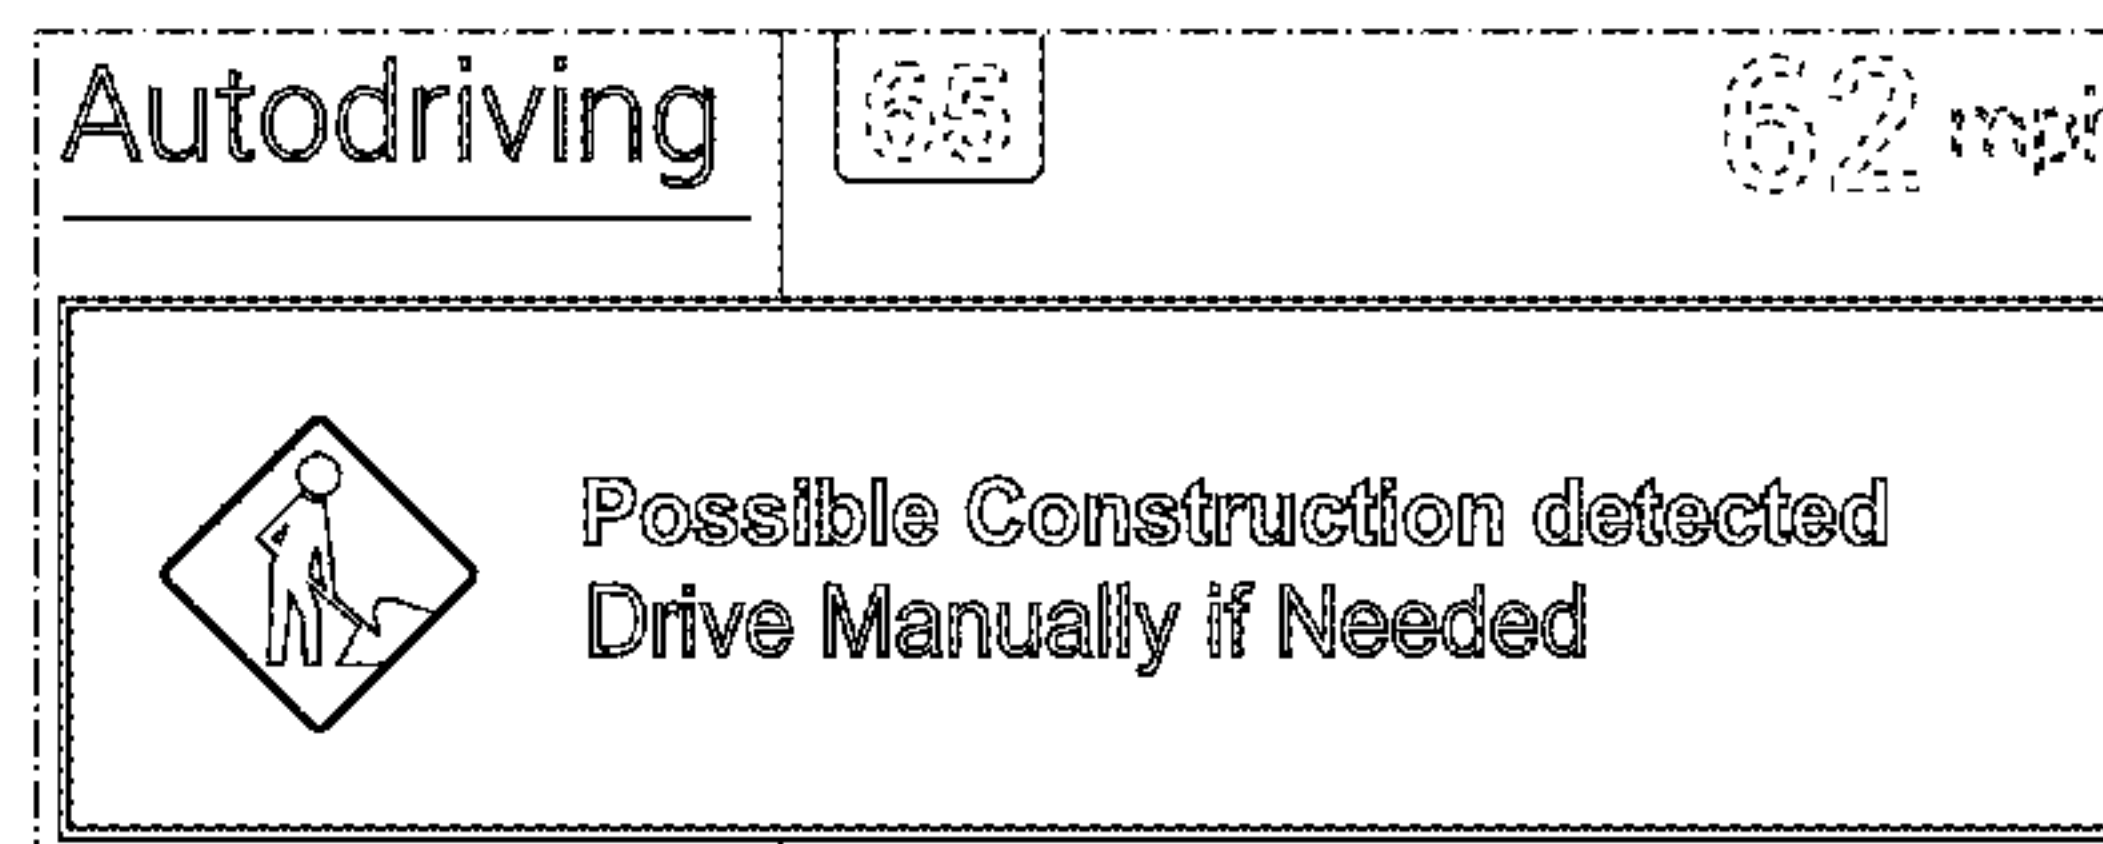 Autodriving 65 62
Possible Construction detected
Drive Manually if Needed